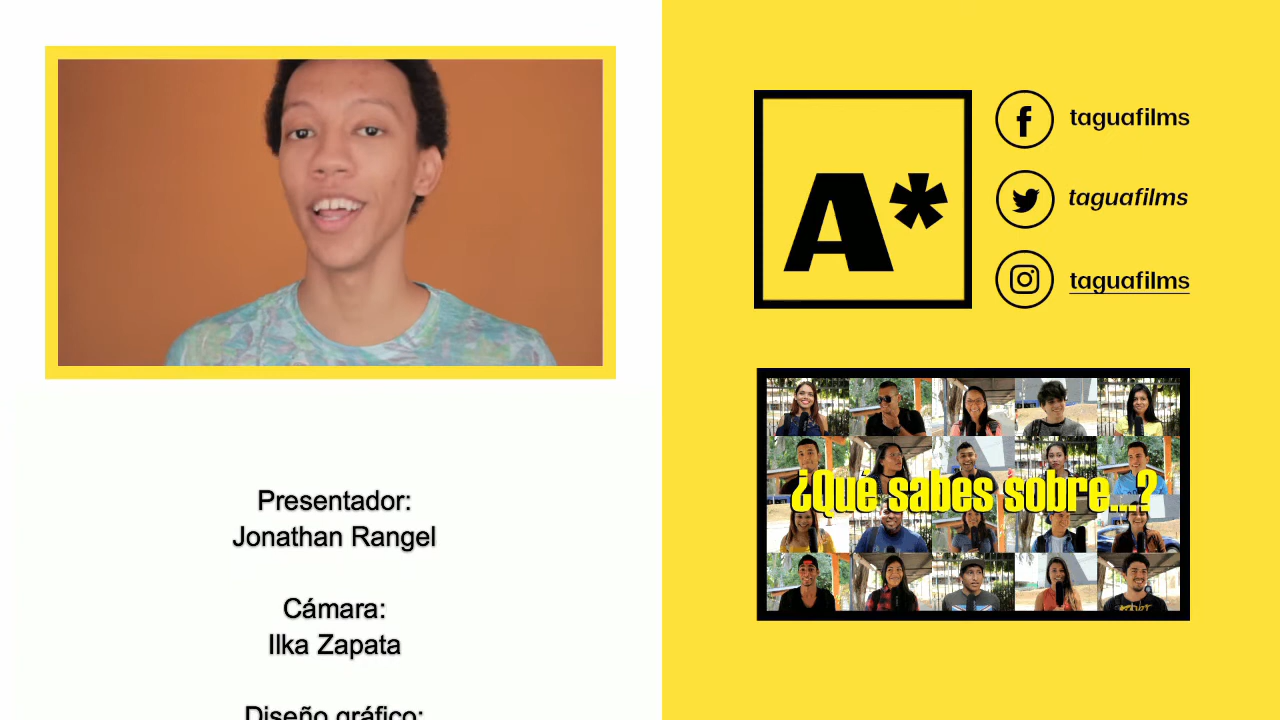 Presentador:
Jonathan Rangel
Cámara:
Ilka Zapata
Diseño gráfico:
A*
taguafilms
taguafilms
taguafilms
¿Qué sabes sobre...?